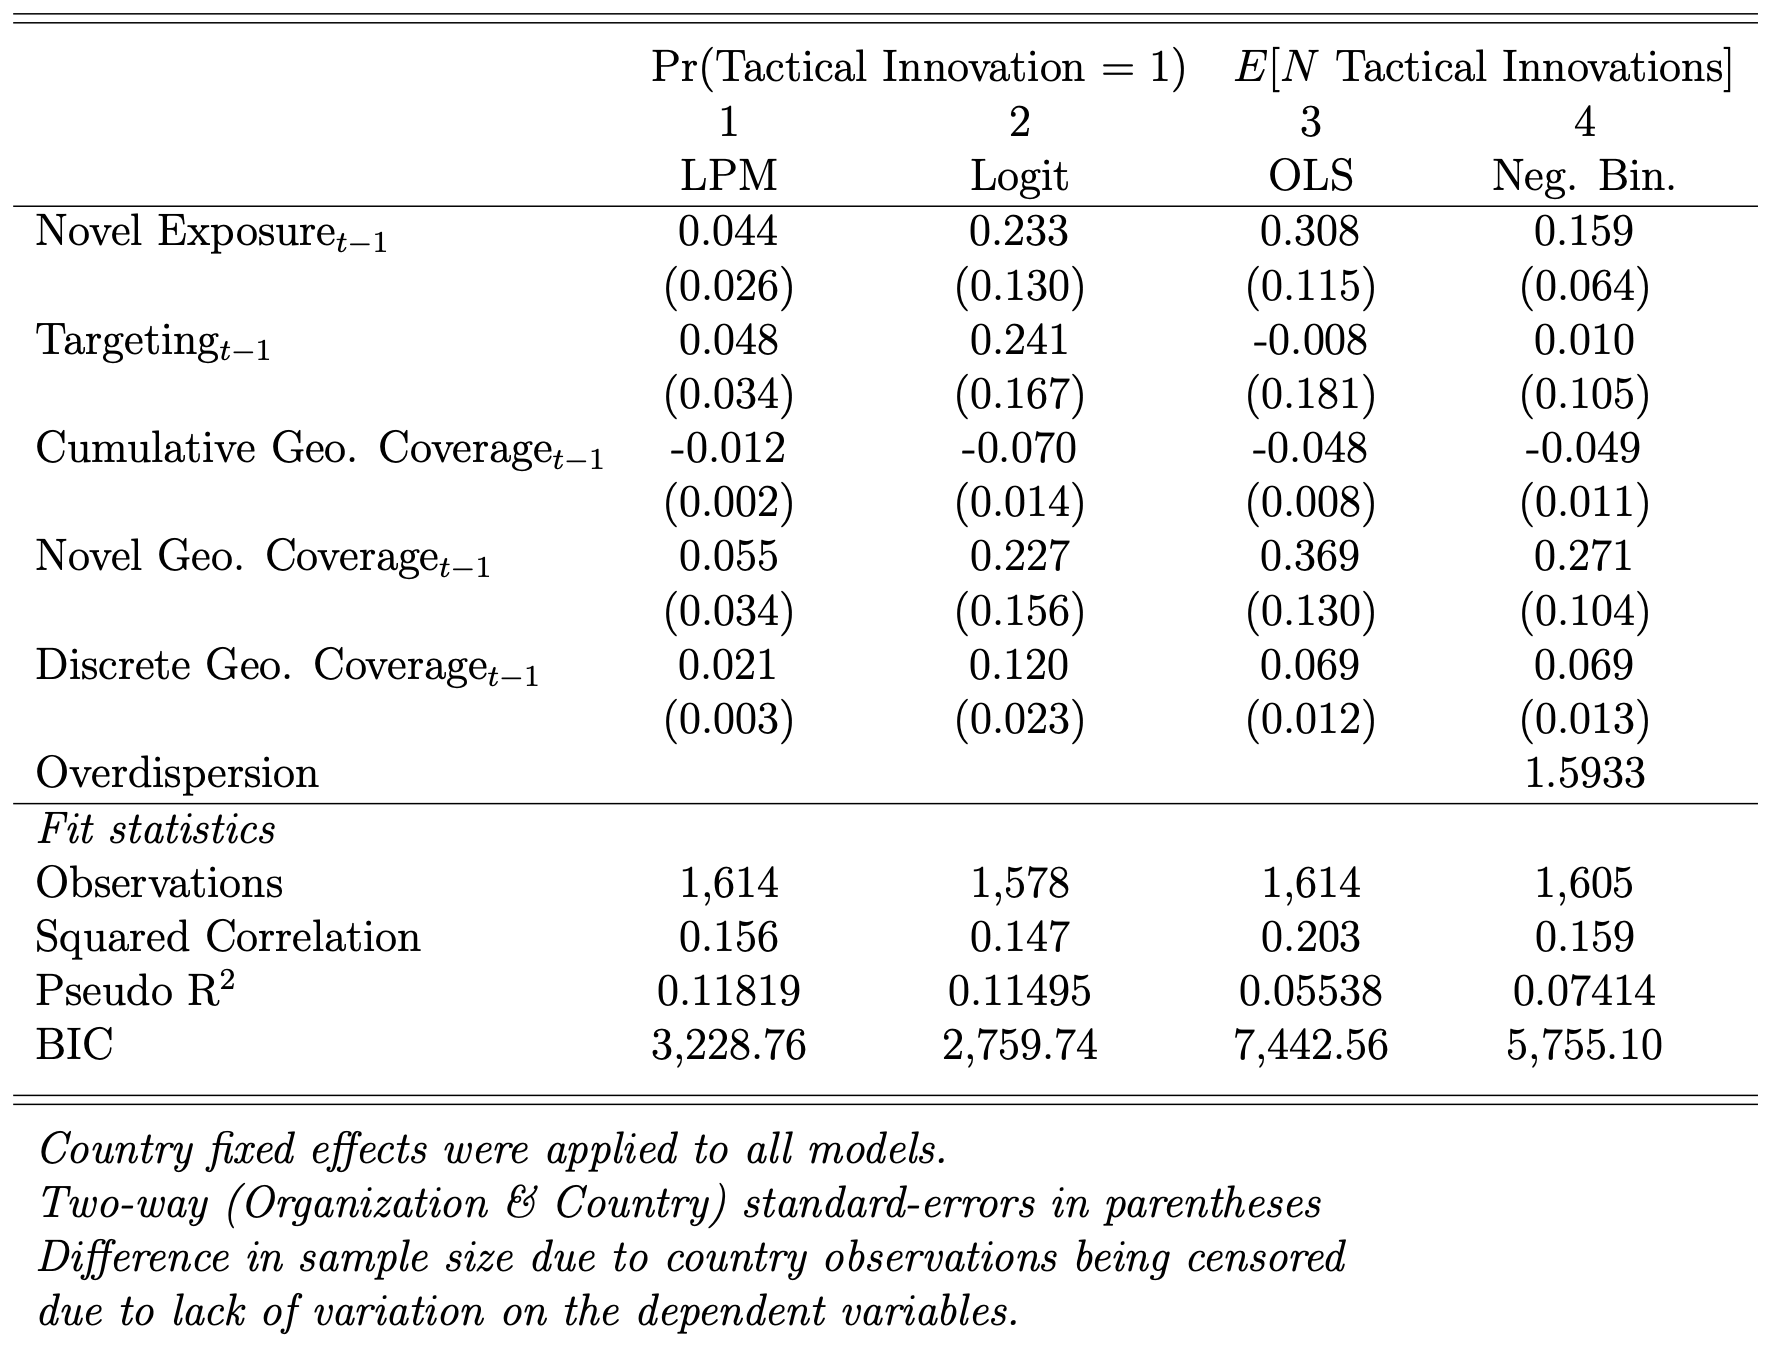 Pr(Tactical Innovation = 1) E[N Tactical Innovations]
1 2 3 4
LPM Logit OLS Neg. Bin.
Novel Exposure_{t−1} 0.044 0.233 0.308 0.159
(0.026) (0.130) (0.115) (0.064)
Targeting_{t−1} 0.048 0.241 -0.008 0.010
(0.034) (0.167) (0.181) (0.105)
Cumulative Geo. Coverage_{t−1} -0.012 -0.070 -0.048 -0.049
(0.002) (0.014) (0.008) (0.011)
Novel Geo. Coverage_{t−1} 0.055 0.227 0.369 0.271
(0.034) (0.156) (0.130) (0.104)
Discrete Geo. Coverage_{t−1} 0.021 0.120 0.069 0.069
(0.003) (0.023) (0.012) (0.013)
Overdispersion 1.5933
Fit statistics
Observations 1,614 1,578 1,614 1,605
Squared Correlation 0.156 0.147 0.203 0.159
Pseudo R² 0.11819 0.11495 0.05538 0.07414
BIC 3,228.76 2,759.74 7,442.56 5,755.10
Country fixed effects were applied to all models.
Two-way (Organization & Country) standard-errors in parentheses
Difference in sample size due to country observations being censored
due to lack of variation on the dependent variables.